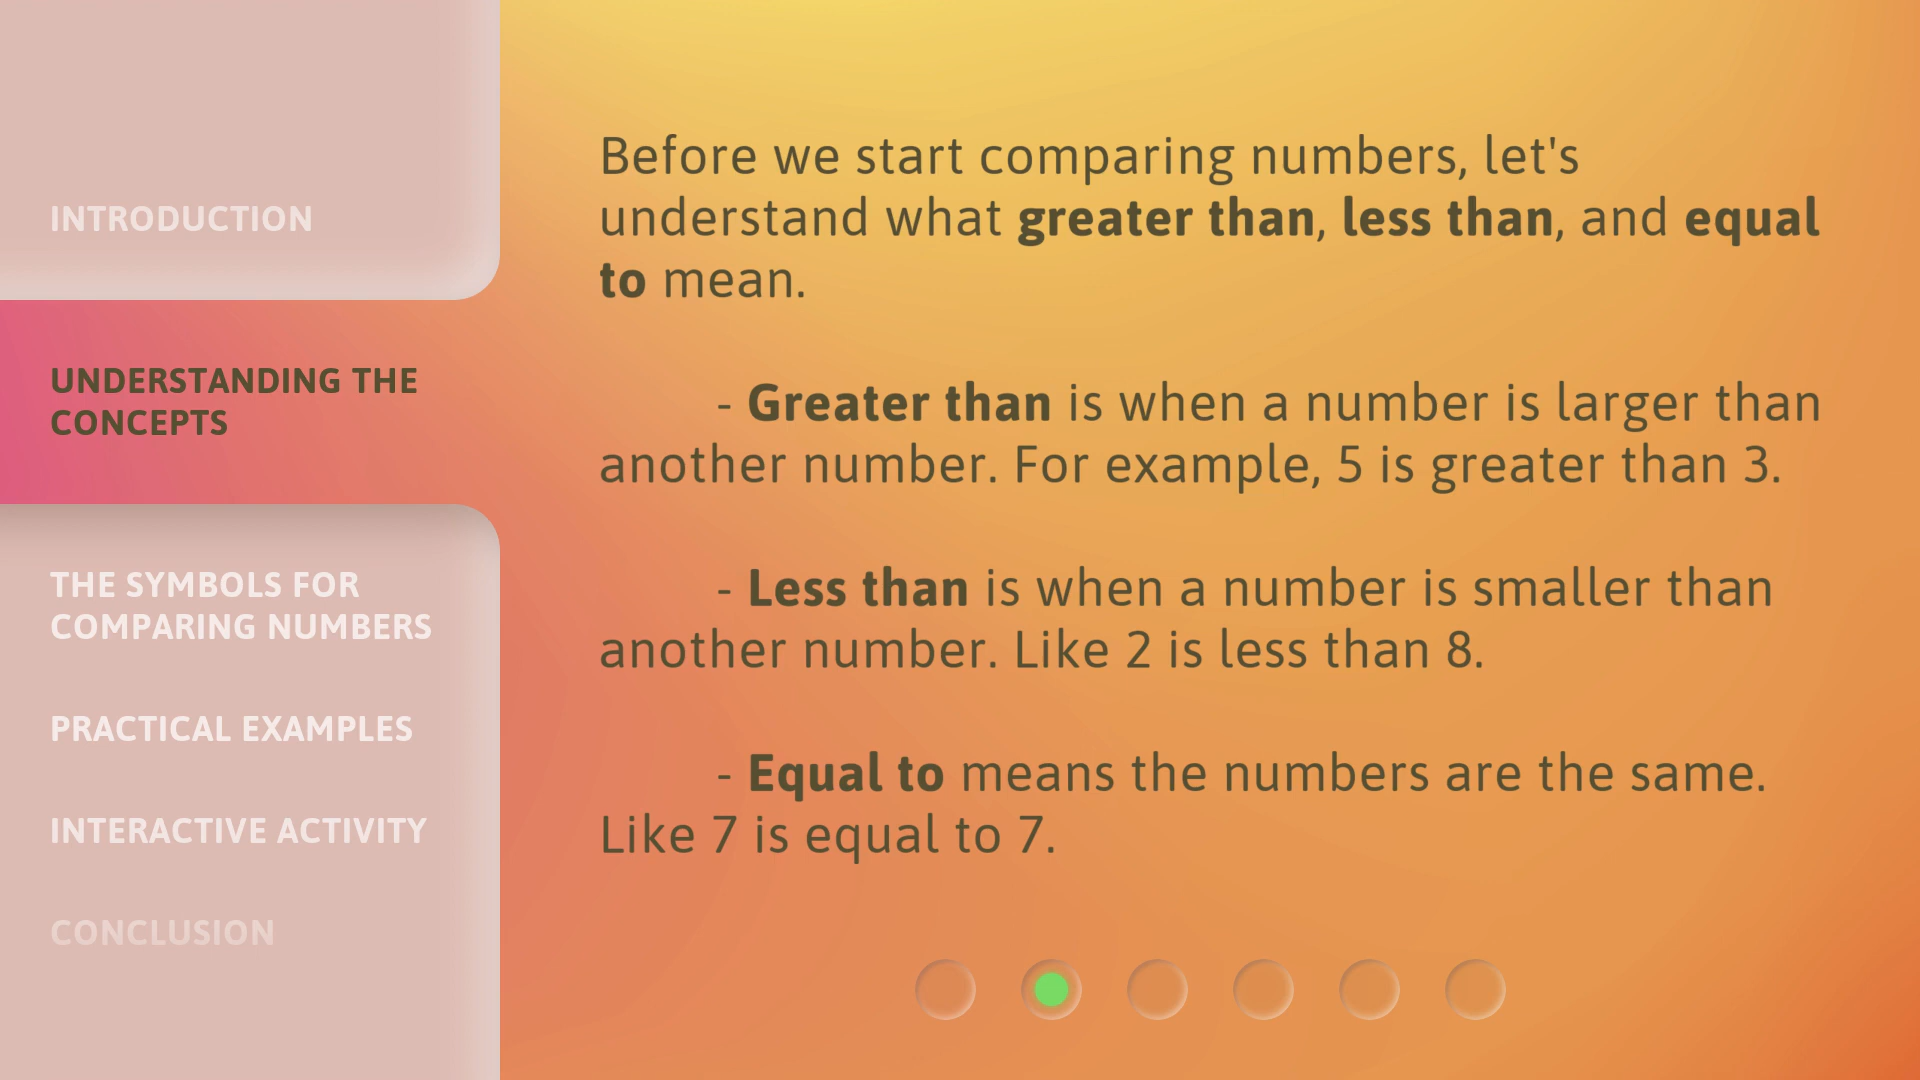 INTRODUCTION
UNDERSTANDING THE
CONCEPTS
THE SYMBOLS FOR
COMPARING NUMBERS
PRACTICAL EXAMPLES
INTERACTIVE ACTIVITY
CONCLUSION
Before we start comparing numbers, let's
understand what greater than, less than, and equal
to mean.
- Greater than is when a number is larger than
another number. For example, 5 is greater than 3.
- Less than is when a number is smaller than
another number. Like 2 is less than 8.
- Equal to means the numbers are the same.
Like 7 is equal to 7.